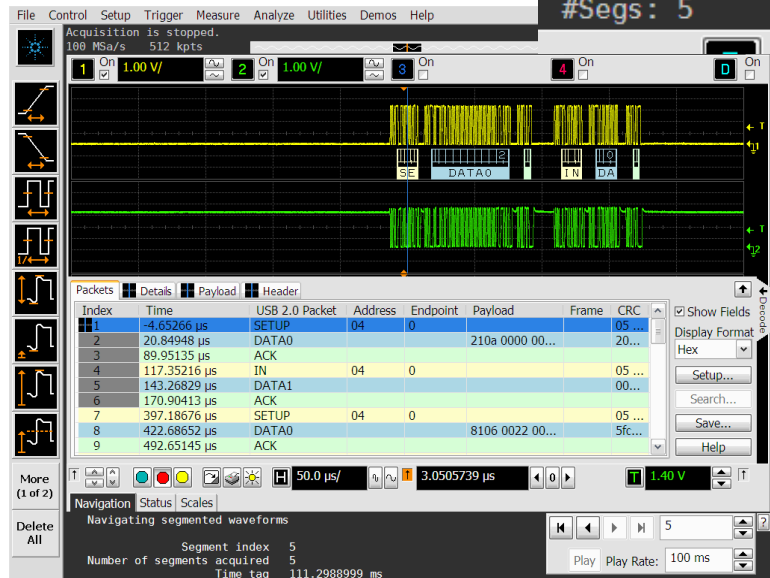 File Control Setup Trigger Measure Analyze Utilities Demos Help
#Segs: 5
Acquisition is stopped.
100 MSa/s 512 kpts
1 On 1.00 V/ 2 On 1.00 V/ 3 On 4 On D On
T
1
SE DATA0 2 IN 0 DA
T
2
1/
Packets Details Payload Header
Decode
Index Time USB 2.0 Packet Address Endpoint Payload Frame CRC
1 -4.65266 µs SETUP 04 0 05 ...
2 20.84948 µs DATA0 210a 0000 00... 20...
3 89.95135 µs ACK
4 117.35216 µs IN 04 0 05 ...
5 143.26829 µs DATA1 00...
6 170.90413 µs ACK
7 397.18676 µs SETUP 04 0 05 ...
8 422.68652 µs DATA0 8106 0022 00... 5fc...
9 492.65145 µs ACK
Show Fields
Display Format
Hex
Setup...
Search...
Save...
Help
More
(1 of 2)
Delete
All
H 50.0 µs/ 3.0505739 µs 0 T 1.40 V
Navigation Status Scales
Navigating segmented waveforms
Segment index 5
Number of segments acquired 5
Time tag 111.2988999 ms
5
?
Play Play Rate: 100 ms